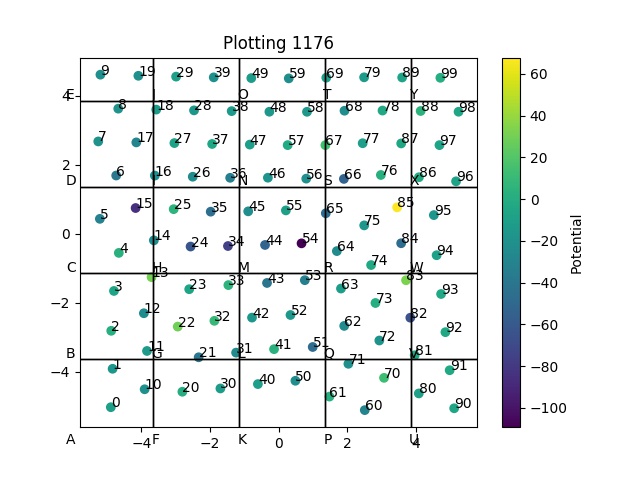 Plotting 1176
9 19 29 39 49 59 69 79 89 99
4 E J O T Y
8 18 28 38 48 58 68 78 88 98
7 17 27 37 47 57 67 77 87 97
2
6 16 26 36 46 56 66 76 86 96
D I N S X
5 15 25 35 45 55 65 75 85 95
0
4 14 24 34 44 54 64 74 84 94
C H M R W
3 13 23 33 43 53 63 73 83 93
−2
2 12 22 32 42 52 62 72 82 92
1 11 21 31 41 51 61 71 81 91
B G L Q V
−4
0 10 20 30 40 50 60 70 80 90
A F K P U
−4 −2 0 2 4
60
40
20
0
−20
−40
−60
−80
−100
Potential